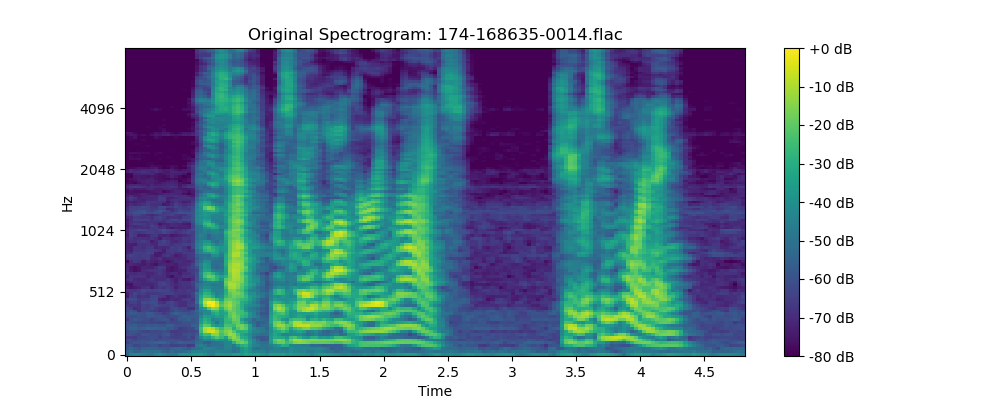 Original Spectrogram: 174-168635-0014.flac
Hz
4096
2048
1024
512
0
0
0.5
1
1.5
2
2.5
3
3.5
4
4.5
Time
+0 dB
-10 dB
-20 dB
-30 dB
-40 dB
-50 dB
-60 dB
-70 dB
-80 dB